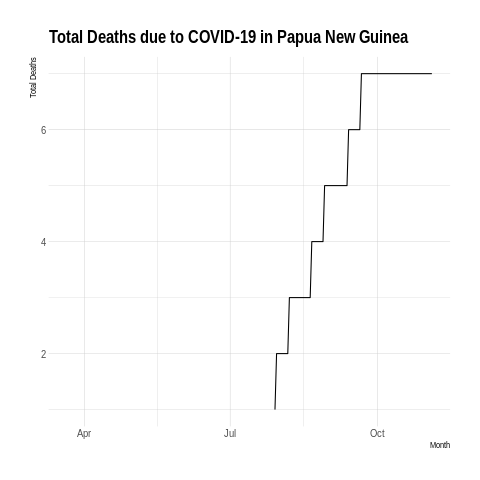 Total Deaths due to COVID-19 in Papua New Guinea
Total Deaths
6
4
2
Apr Jul Oct
Month